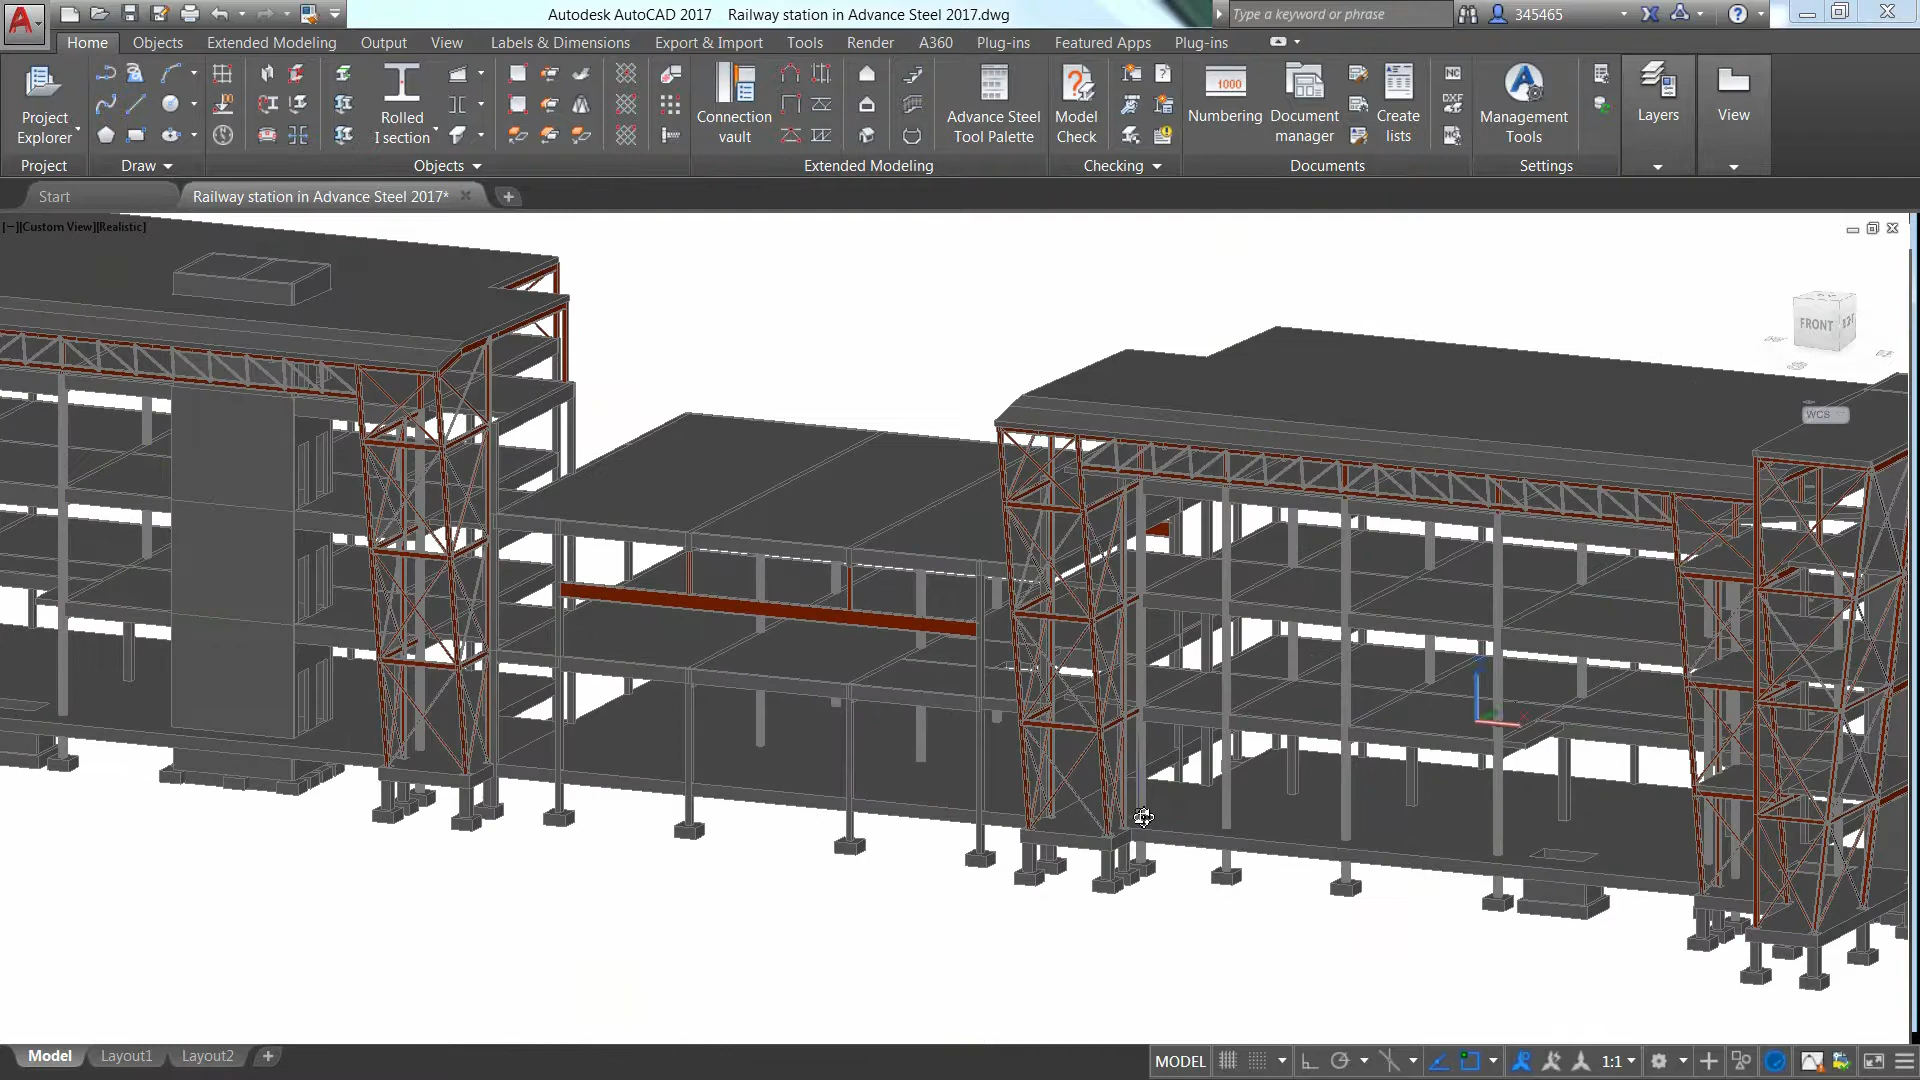 Autodesk AutoCAD 2017 Railway station in Advance Steel 2017.dwg
Type a keyword or phrase
345465
Home Objects Extended Modeling Output View Labels & Dimensions Export & Import Tools Render A360 Plug-ins Featured Apps Plug-ins
Project
Explorer
Rolled
I section
Connection
vault
Advance Steel
Tool Palette
Model
Check
1000
Numbering
Document
manager
Create
lists
NC
DXF
Management
Tools
Layers
View
Project Draw Objects Extended Modeling Checking Documents Settings
Start Railway station in Advance Steel 2017*
[−][Custom View][Realistic]
FRONT
WCS
Model Layout1 Layout2
MODEL 1:1